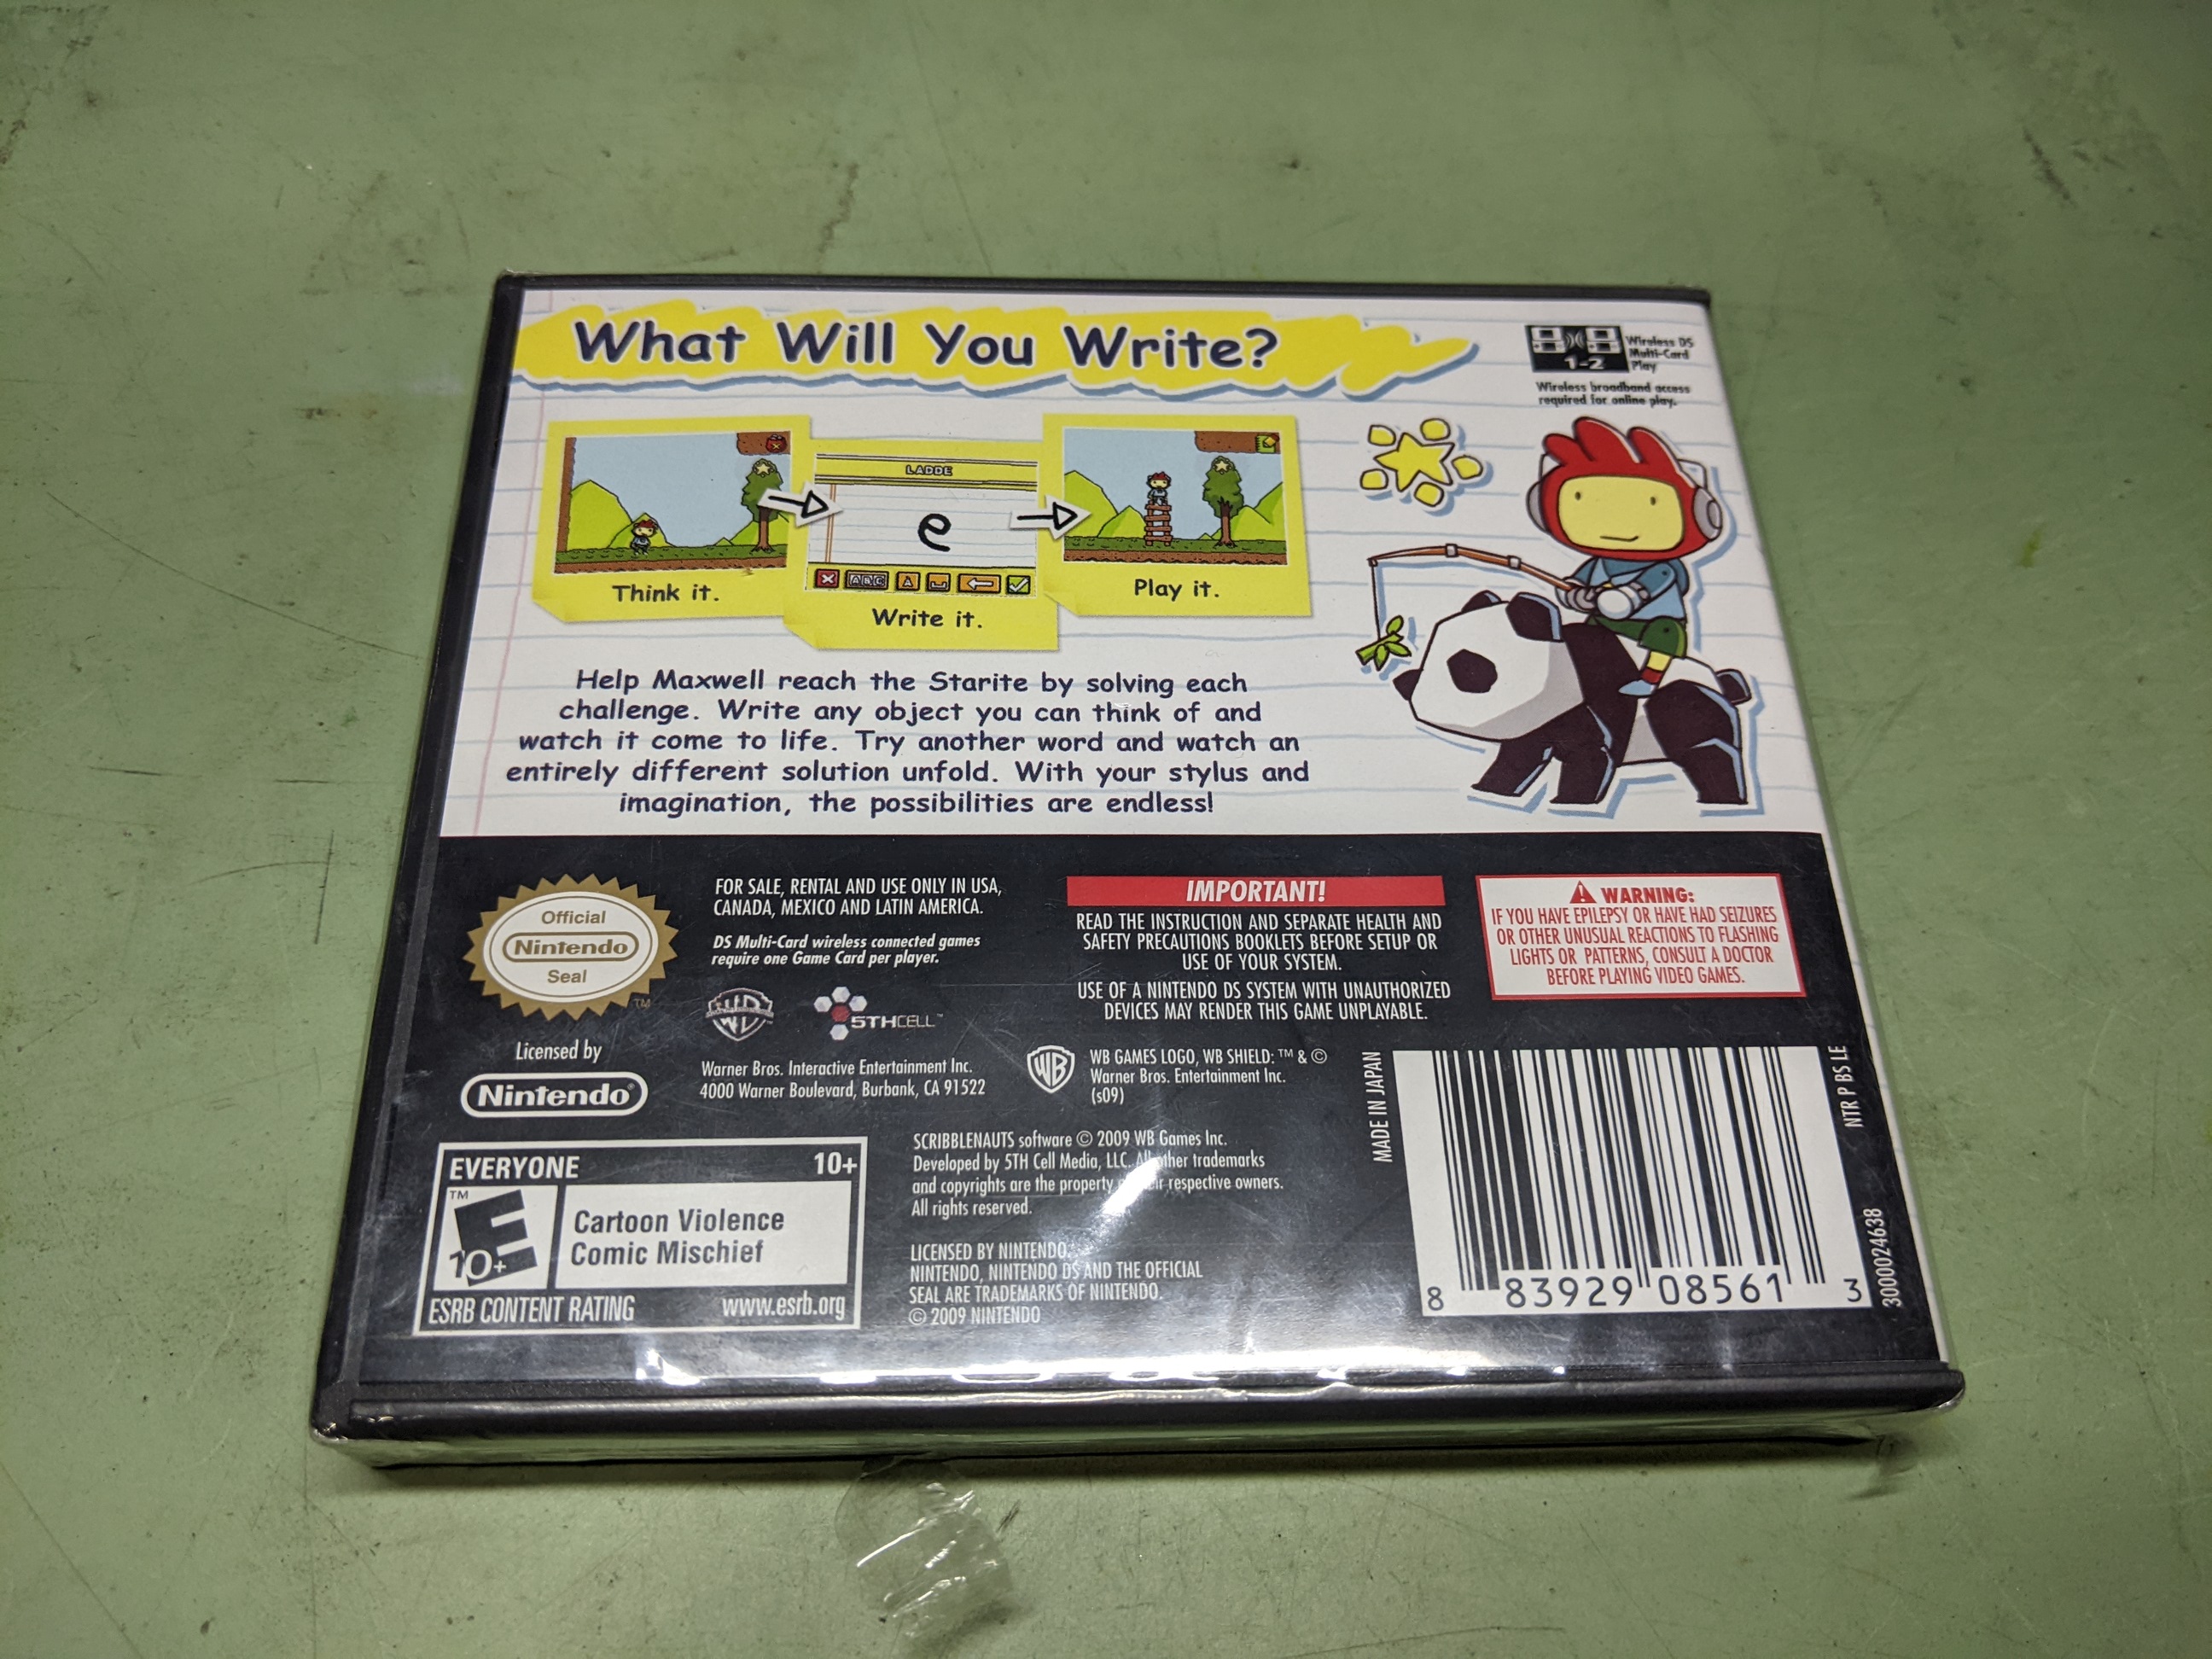 What Will You Write?
1-2
Wireless DS
Multi-Card
Play
Wireless broadband access
required for online play.
LADDE
e
ABC
A
Think it.
Write it.
Play it.
Help Maxwell reach the Starite by solving each
challenge. Write any object you can think of and
watch it come to life. Try another word and watch an
entirely different solution unfold. With your stylus and
imagination, the possibilities are endless!
Official
Nintendo
Seal
TM
Licensed by
Nintendo®
FOR SALE, RENTAL AND USE ONLY IN USA,
CANADA, MEXICO AND LATIN AMERICA.
DS Multi-Card wireless connected games
require one Game Card per player.
WB
5TH CELL™
Warner Bros. Interactive Entertainment Inc.
4000 Warner Boulevard, Burbank, CA 91522
IMPORTANT!
READ THE INSTRUCTION AND SEPARATE HEALTH AND
SAFETY PRECAUTIONS BOOKLETS BEFORE SETUP OR
USE OF YOUR SYSTEM.
USE OF A NINTENDO DS SYSTEM WITH UNAUTHORIZED
DEVICES MAY RENDER THIS GAME UNPLAYABLE.
WB
WB GAMES LOGO, WB SHIELD: ™ & ©
Warner Bros. Entertainment Inc.
(s09)
WARNING:
IF YOU HAVE EPILEPSY OR HAVE HAD SEIZURES
OR OTHER UNUSUAL REACTIONS TO FLASHING
LIGHTS OR PATTERNS, CONSULT A DOCTOR
BEFORE PLAYING VIDEO GAMES.
EVERYONE 10+
TM
E
10+
Cartoon Violence
Comic Mischief
ESRB CONTENT RATING www.esrb.org
SCRIBBLENAUTS software © 2009 WB Games Inc.
Developed by 5TH Cell Media, LLC. All other trademarks
and copyrights are the property respective owners.
All rights reserved.
LICENSED BY NINTENDO.
NINTENDO, NINTENDO DS AND THE OFFICIAL
SEAL ARE TRADEMARKS OF NINTENDO.
© 2009 NINTENDO
MADE IN JAPAN
NTR P BS LE
8 83929 08561 3
3000024638